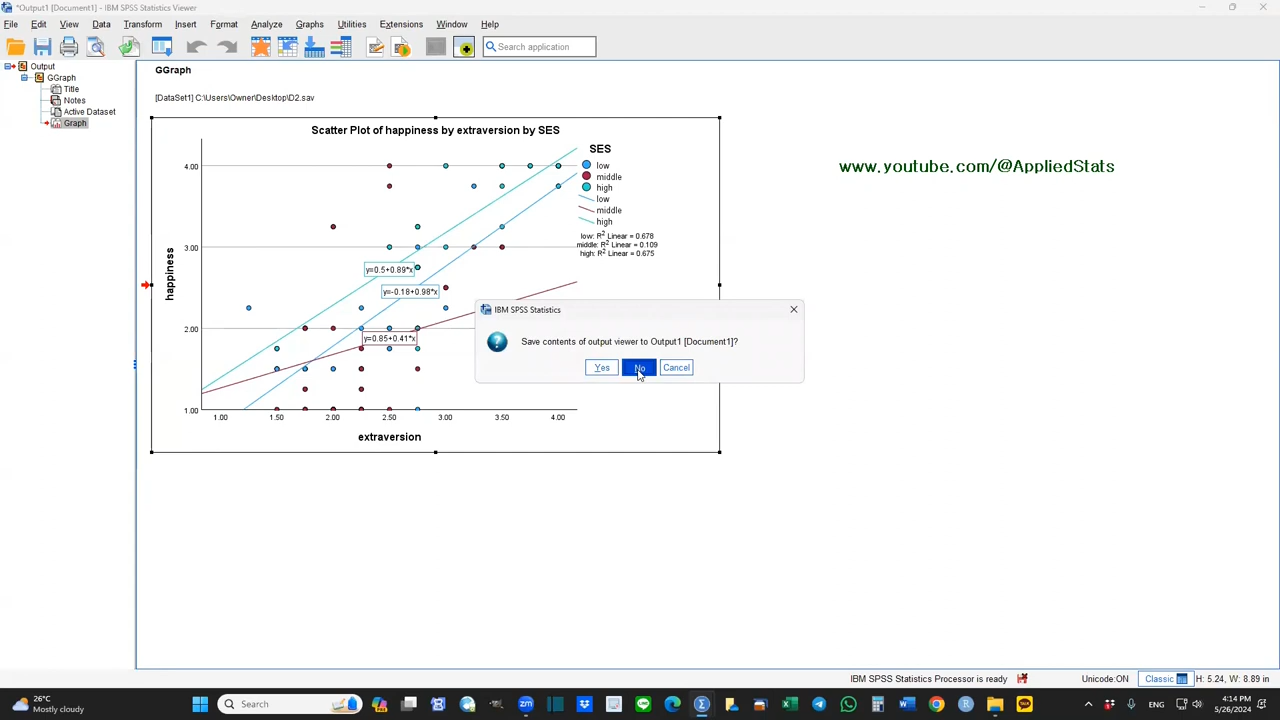 *Output1 [Document1] - IBM SPSS Statistics Viewer
File Edit View Data Transform Insert Format Analyze Graphs Utilities Extensions Window Help
Search application
Output
GGraph
Title
Notes
Active Dataset
Graph
GGraph
[DataSet1] C:\Users\Owner\Desktop\D2.sav
Scatter Plot of happiness by extraversion by SES
4.00
3.00
2.00
1.00
happiness
1.00 1.50 2.00 2.50 3.00 3.50 4.00
extraversion
y=0.5+0.89*x
y=-0.18+0.98*x
y=0.85+0.41*x
SES
low
middle
high
low
middle
high
low: R2 Linear = 0.678
middle: R2 Linear = 0.109
high: R2 Linear = 0.675
www.youtube.com/@AppliedStats
IBM SPSS Statistics
Save contents of output viewer to Output1 [Document1]?
Yes No Cancel
IBM SPSS Statistics Processor is ready Unicode:ON Classic H: 5.24, W: 8.89 in
26°C
Mostly cloudy
Search
ENG
4:14 PM
5/26/2024